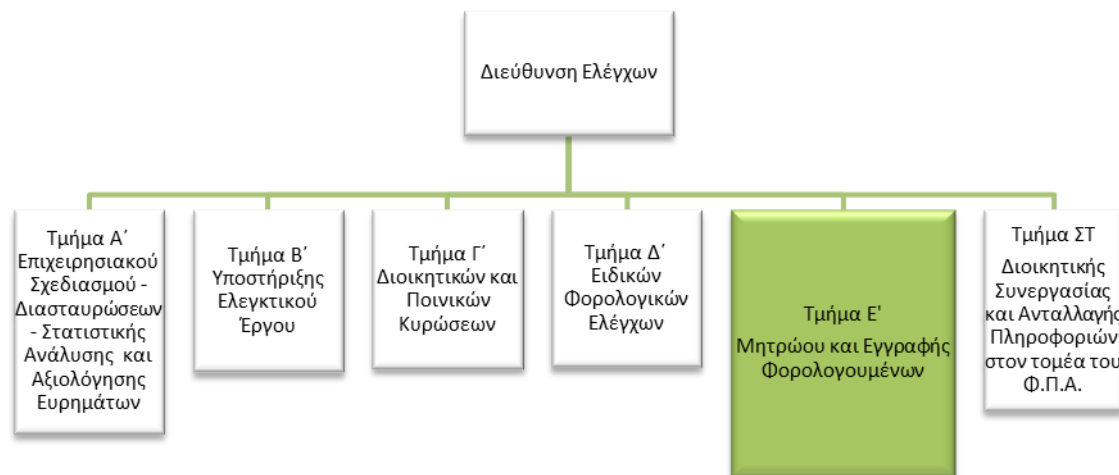 Διεύθυνση Ελέγχων
Τμήμα Α΄
Επιχειρησιακού
Σχεδιασμού -
Διασταυρώσεων
- Στατιστικής
Ανάλυσης και
Αξιολόγησης
Ευρημάτων
Τμήμα Β΄
Υποστήριξης
Ελεγκτικού
Έργου
Τμήμα Γ΄
Διοικητικών και
Ποινικών
Κυρώσεων
Τμήμα Δ΄
Ειδικών
Φορολογικών
Ελέγχων
Τμήμα Ε'
Μητρώου και Εγγραφής
Φορολογουμένων
Τμήμα ΣΤ
Διοικητικής
Συνεργασίας
και Ανταλλαγής
Πληροφοριών
στον τομέα του
Φ.Π.Α.